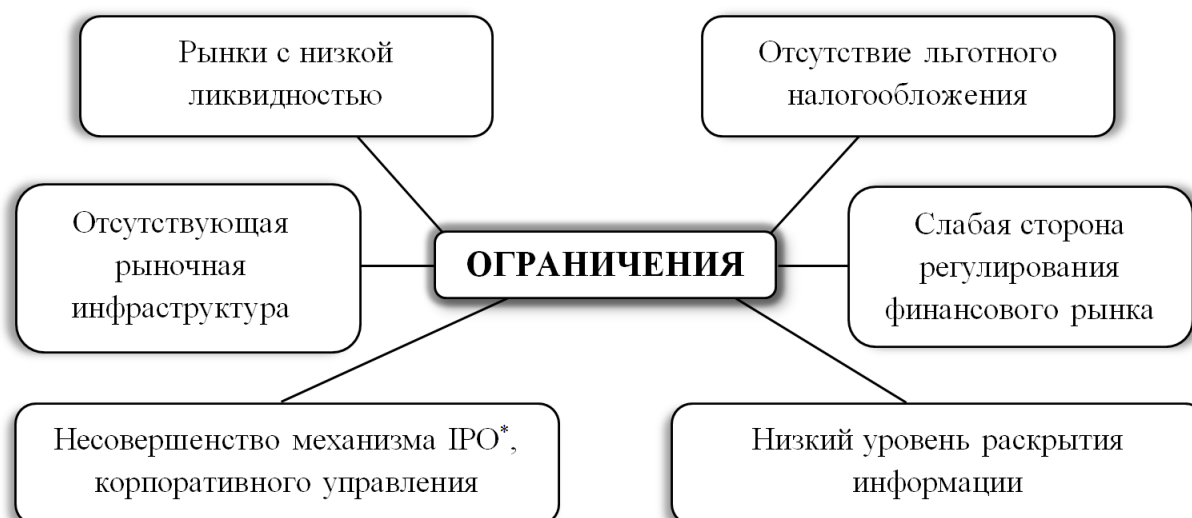 Рынки с низкой
ликвидностью
Отсутствие льготного
налогообложения
Отсутствующая
рыночная
инфраструктура
ОГРАНИЧЕНИЯ
Слабая сторона
регулирования
финансового рынка
Несовершенство механизма IPO*,
корпоративного управления
Низкий уровень раскрытия
информации